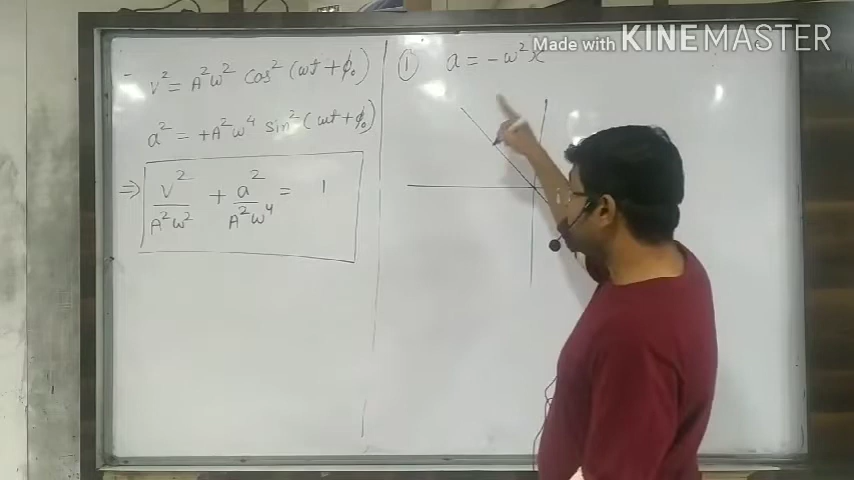 v² = A²ω² cos² (ωt + φ₀)
a² = +A²ω⁴ sin² (ωt + φ₀)
⇒ v²/A²ω² + a²/A²ω⁴ = 1
① a = -ω²x
Made with KINEMASTER